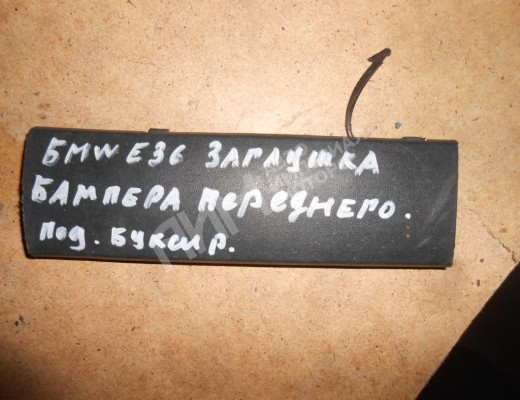 БМW E36 ЗАГЛУШКА
БАМПЕРА ПЕРЕДНЕГО.
Под. Буксир.